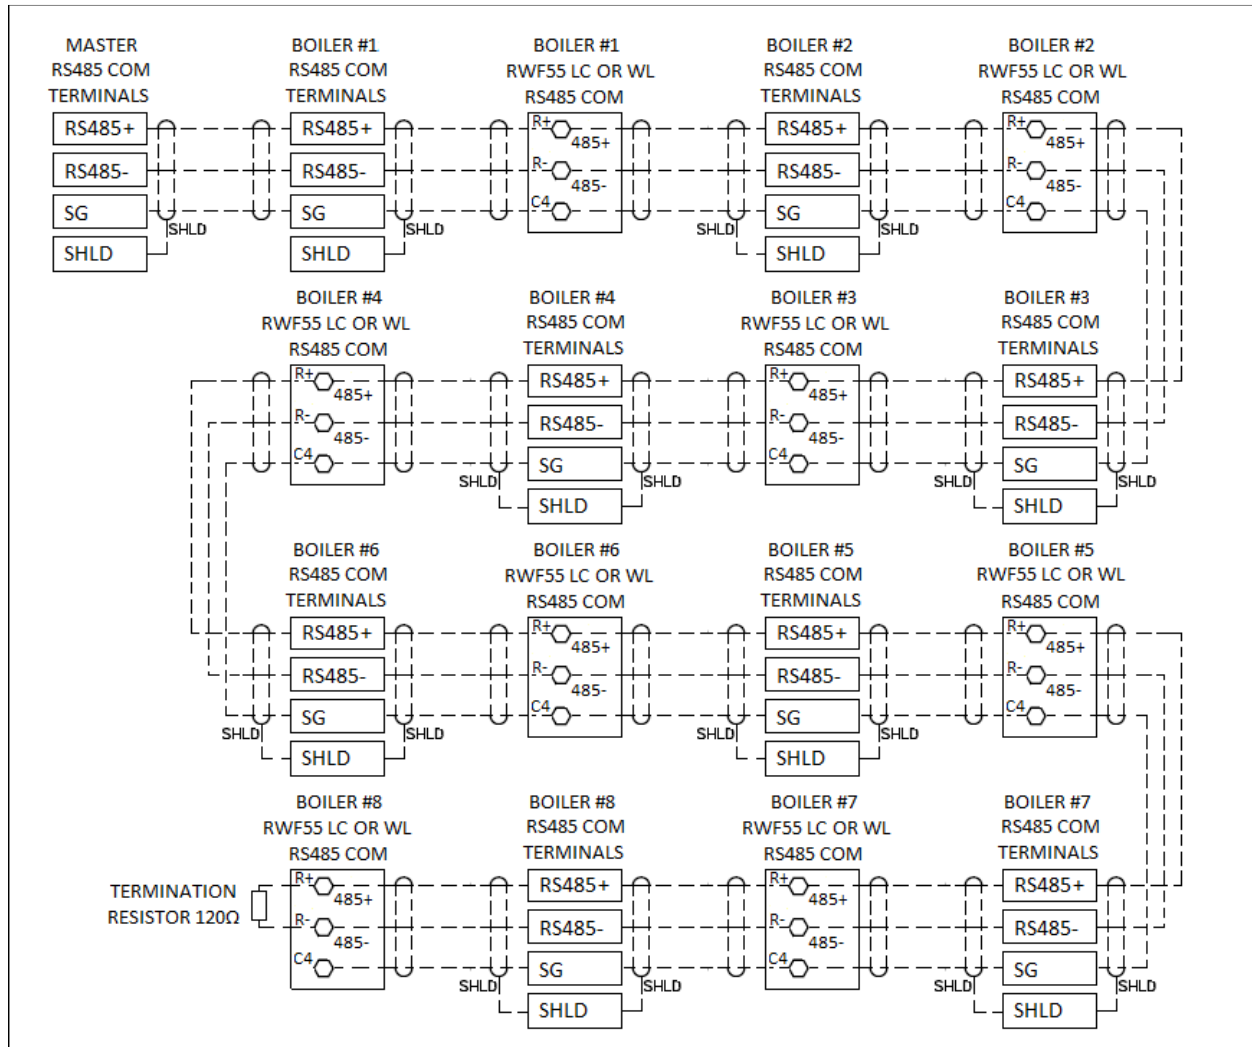 MASTER
RS485 COM
TERMINALS
RS485+
RS485-
SG
SHLD
SHLD
BOILER #1
RS485 COM
TERMINALS
RS485+
RS485-
SG
SHLD
SHLD
BOILER #1
RWF55 LC OR WL
RS485 COM
R+
485+
R-
485-
C4
BOILER #2
RS485 COM
TERMINALS
RS485+
RS485-
SG
SHLD
SHLD
SHLD
BOILER #2
RWF55 LC OR WL
RS485 COM
R+
485+
R-
485-
C4
BOILER #4
RWF55 LC OR WL
RS485 COM
R+
485+
R-
485-
C4
BOILER #4
RS485 COM
TERMINALS
RS485+
RS485-
SG
SHLD
SHLD
SHLD
BOILER #3
RWF55 LC OR WL
RS485 COM
R+
485+
R-
485-
C4
BOILER #3
RS485 COM
TERMINALS
RS485+
RS485-
SG
SHLD
SHLD
SHLD
BOILER #6
RS485 COM
TERMINALS
RS485+
RS485-
SG
SHLD
SHLD
SHLD
BOILER #6
RWF55 LC OR WL
RS485 COM
R+
485+
R-
485-
C4
BOILER #5
RS485 COM
TERMINALS
RS485+
RS485-
SG
SHLD
SHLD
SHLD
BOILER #5
RWF55 LC OR WL
RS485 COM
R+
485+
R-
485-
C4
TERMINATION
RESISTOR 120Ω
BOILER #8
RWF55 LC OR WL
RS485 COM
R+
485+
R-
485-
C4
BOILER #8
RS485 COM
TERMINALS
RS485+
RS485-
SG
SHLD
SHLD
SHLD
BOILER #7
RWF55 LC OR WL
RS485 COM
R+
485+
R-
485-
C4
BOILER #7
RS485 COM
TERMINALS
RS485+
RS485-
SG
SHLD
SHLD
SHLD